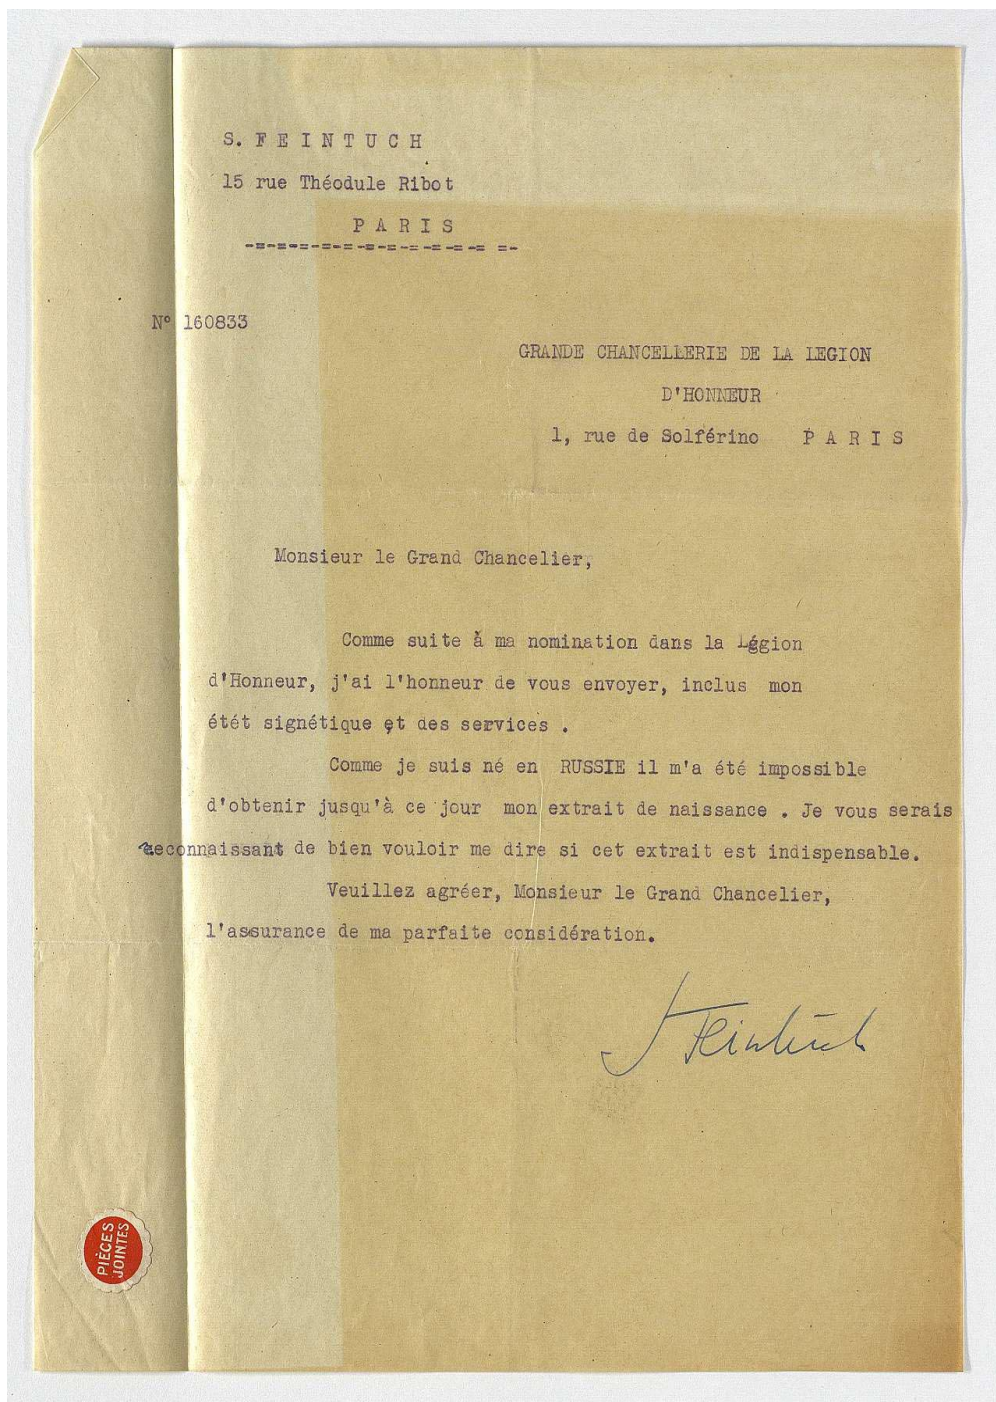 S. F E I N T U C H
15 rue Théodule Ribot
P A R I S
-=-=-=-=-=-=-=-=-=-=-= =-
N° 160833
GRANDE CHANCELLERIE DE LA LEGION
D'HONNEUR
1, rue de Solférino P A R I S
Monsieur le Grand Chancelier,
Comme suite à ma nomination dans la Légion
d'Honneur, j'ai l'honneur de vous envoyer, inclus mon
étét signétique et des services .
Comme je suis né en RUSSIE il m'a été impossible
d'obtenir jusqu'à ce jour mon extrait de naissance . Je vous serais
reconnaissant de bien vouloir me dire si cet extrait est indispensable.
Veuillez agréer, Monsieur le Grand Chancelier,
l'assurance de ma parfaite considération.
S Feintuch
PIÈCES
JOINTES